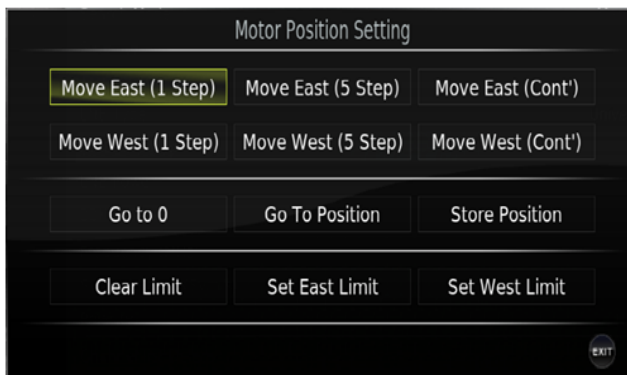 Motor Position Setting
Move East (1 Step) Move East (5 Step) Move East (Cont')
Move West (1 Step) Move West (5 Step) Move West (Cont')
Go to 0 Go To Position Store Position
Clear Limit Set East Limit Set West Limit
EXIT